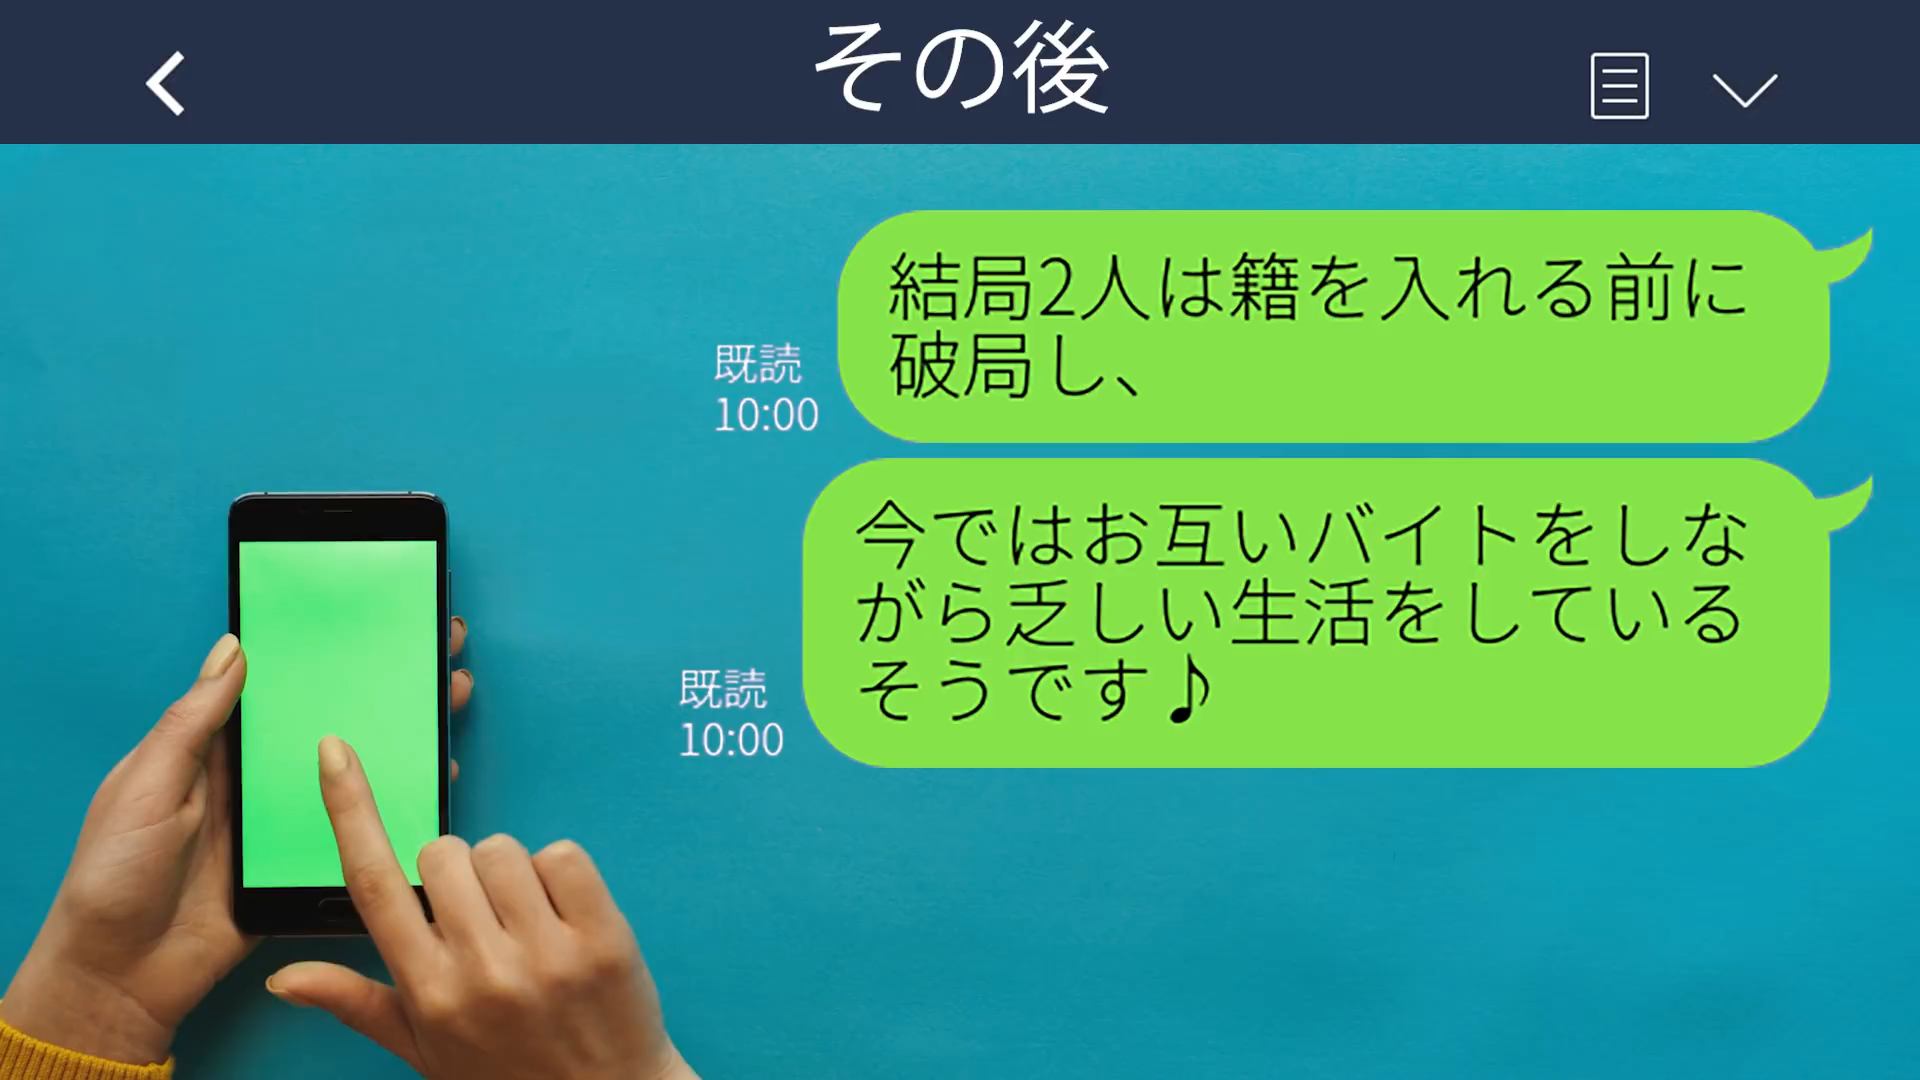 その後
結局2人は籍を入れる前に
破局し、
既読
10:00
今ではお互いバイトをしな
がら乏しい生活をしている
そうです♪
既読
10:00